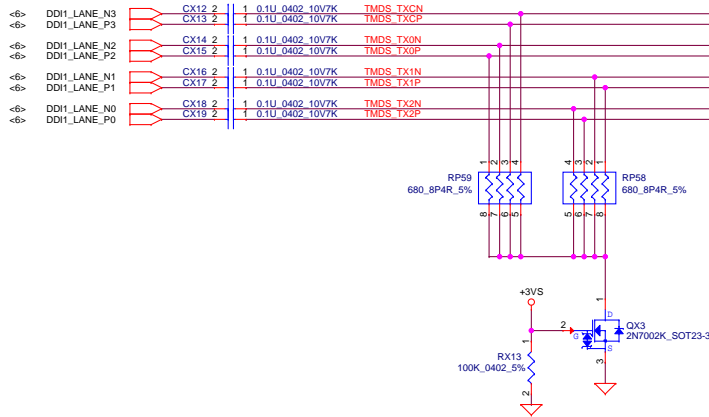 <6> DDI1_LANE_N3 CX12 2 1 0.1U_0402_10V7K TMDS_TXCN
<6> DDI1_LANE_P3 CX13 2 1 0.1U_0402_10V7K TMDS_TXCP
<6> DDI1_LANE_N2 CX14 2 1 0.1U_0402_10V7K TMDS_TX0N
<6> DDI1_LANE_P2 CX15 2 1 0.1U_0402_10V7K TMDS_TX0P
<6> DDI1_LANE_N1 CX16 2 1 0.1U_0402_10V7K TMDS_TX1N
<6> DDI1_LANE_P1 CX17 2 1 0.1U_0402_10V7K TMDS_TX1P
<6> DDI1_LANE_N0 CX18 2 1 0.1U_0402_10V7K TMDS_TX2N
<6> DDI1_LANE_P0 CX19 2 1 0.1U_0402_10V7K TMDS_TX2P
1 2 3 4 4 3 2 1
RP59 RP58
680_8P4R_5% 680_8P4R_5%
8 7 6 5 5 6 7 8
+3VS
1
D
2 G QX3
2N7002K_SOT23-3
S
1 3
RX13
100K_0402_5%
2